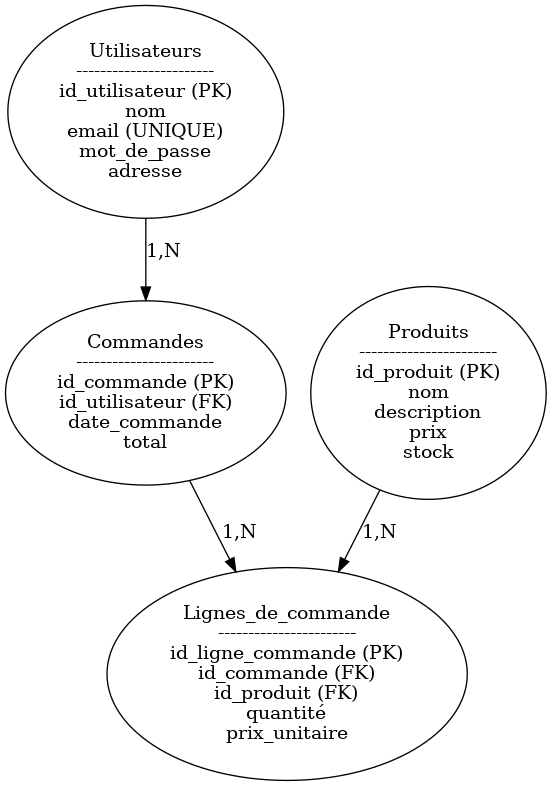 Utilisateurs
-----------------------
id_utilisateur (PK)
nom
email (UNIQUE)
mot_de_passe
adresse
1,N
Commandes
-----------------------
id_commande (PK)
id_utilisateur (FK)
date_commande
total
Produits
-----------------------
id_produit (PK)
nom
description
prix
stock
1,N
1,N
Lignes_de_commande
-----------------------
id_ligne_commande (PK)
id_commande (FK)
id_produit (FK)
quantité
prix_unitaire